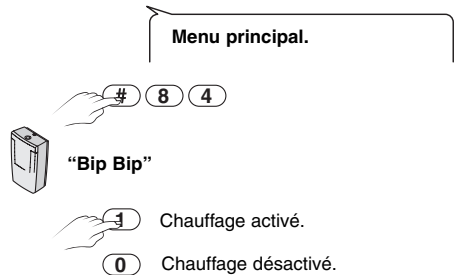 Menu principal.
# 8 4
“Bip Bip”
1 Chauffage activé.
0 Chauffage désactivé.